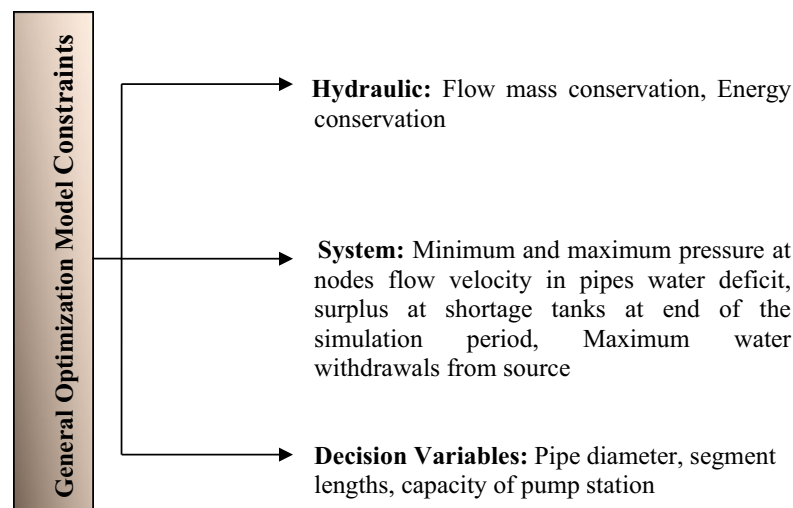 General Optimization Model Constraints
Hydraulic: Flow mass conservation, Energy
conservation
System: Minimum and maximum pressure at
nodes flow velocity in pipes water deficit,
surplus at shortage tanks at end of the
simulation period, Maximum water
withdrawals from source
Decision Variables: Pipe diameter, segment
lengths, capacity of pump station